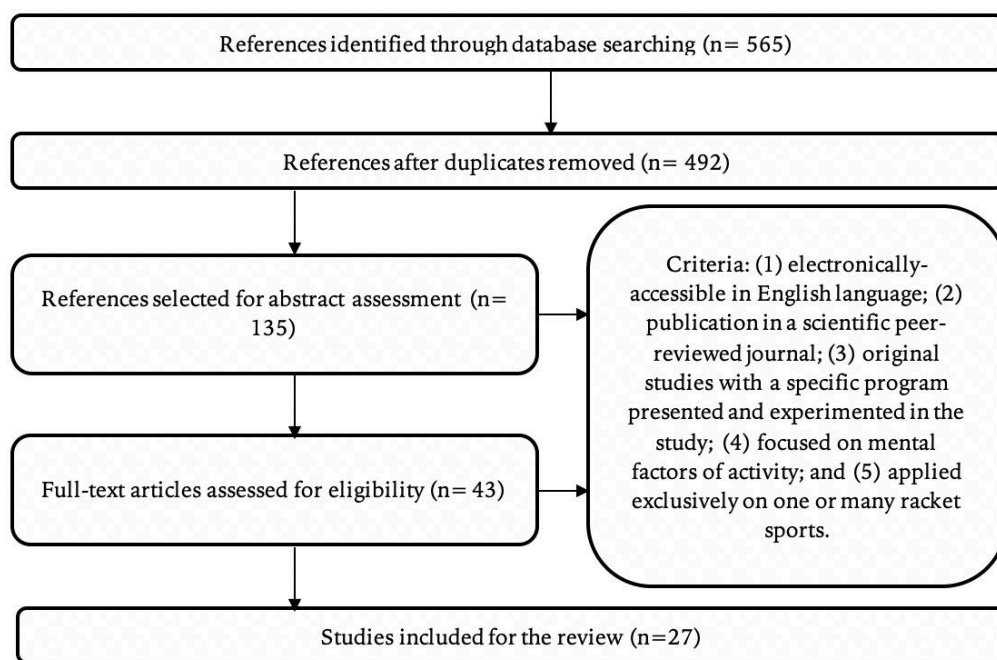 References identified through database searching (n= 565)
References after duplicates removed (n= 492)
References selected for abstract assessment (n=
135)
Full-text articles assessed for eligibility (n= 43)
Criteria: (1) electronically-
accessible in English language; (2)
publication in a scientific peer-
reviewed journal; (3) original
studies with a specific program
presented and experimented in the
study; (4) focused on mental
factors of activity; and (5) applied
exclusively on one or many racket
sports.
Studies included for the review (n=27)